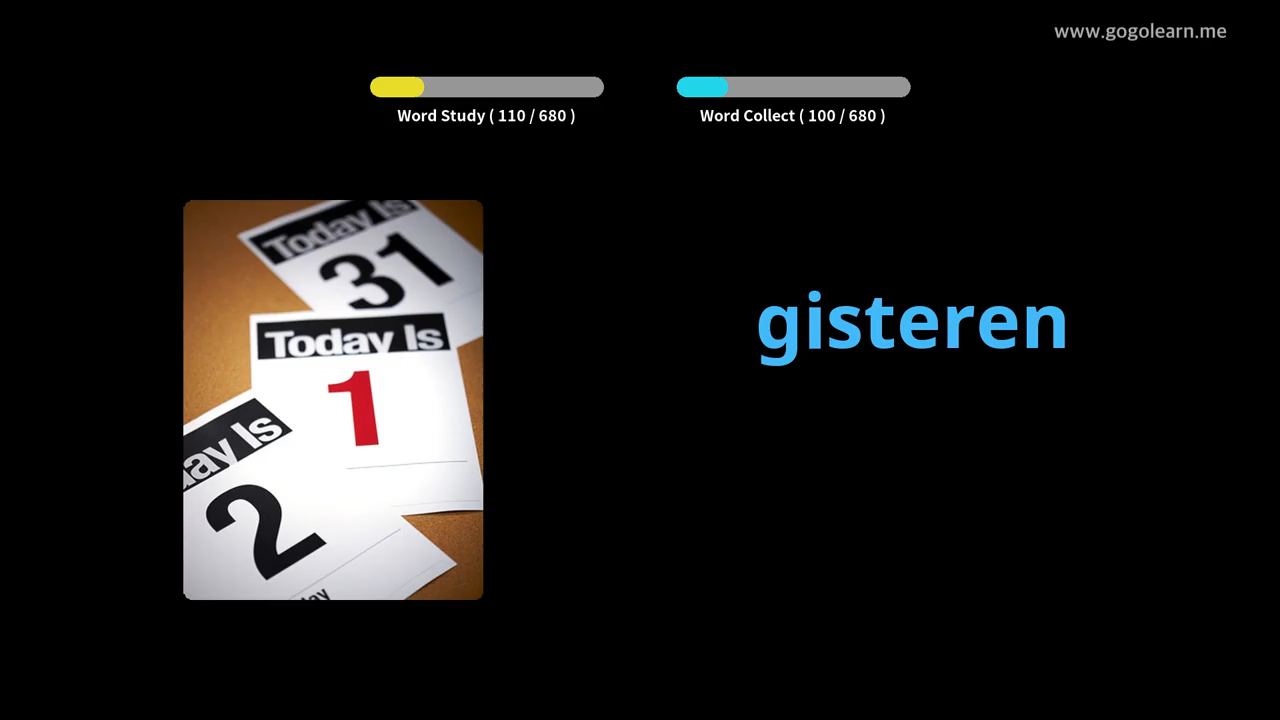 www.gogolearn.me
Word Study ( 110 / 680 )
Word Collect ( 100 / 680 )
Today Is
31
Today Is
1
ay Is
2
ay
gisteren